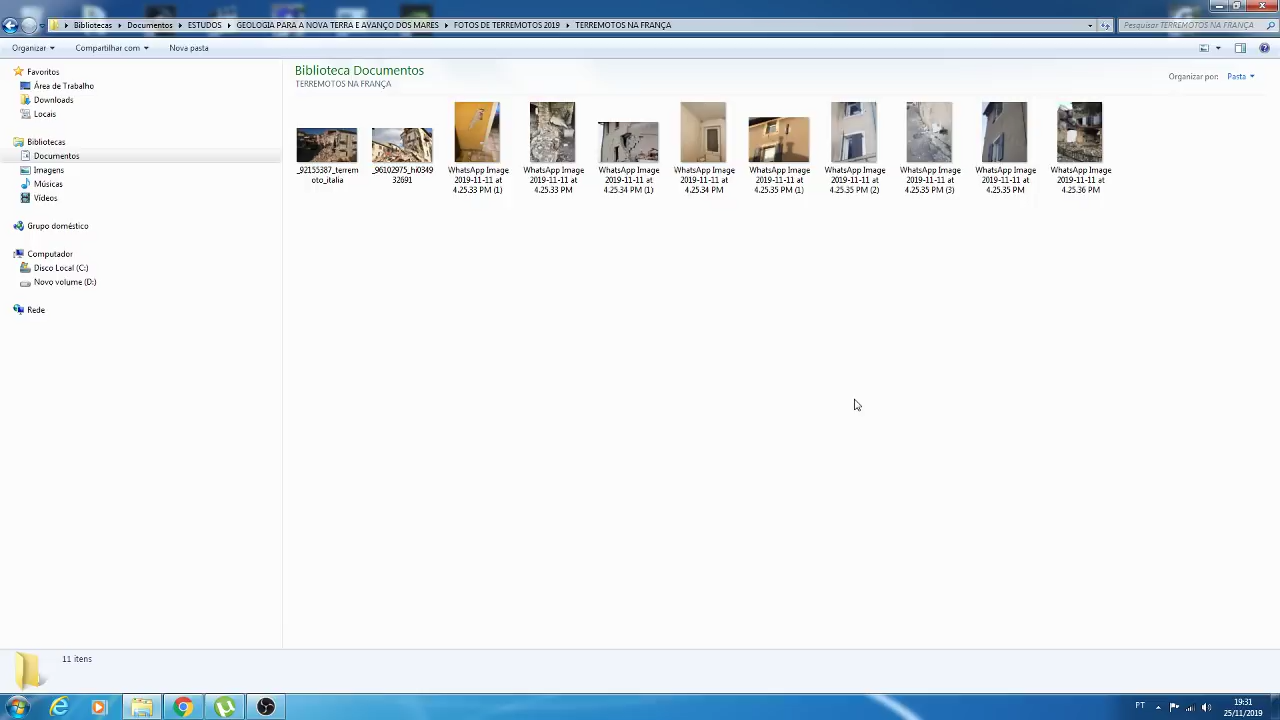 Bibliotecas Documentos ESTUDOS GEOLOGIA PARA A NOVA TERRA E AVANÇO DOS MARES FOTOS DE TERREMOTOS 2019 TERREMOTOS NA FRANÇA
Pesquisar TERREMOTOS NA FRANÇA
Organizar Compartilhar com Nova pasta
Favoritos
Área de Trabalho
Downloads
Locais
Bibliotecas
Documentos
Imagens
Músicas
Vídeos
Grupo doméstico
Computador
Disco Local (C:)
Novo volume (D:)
Rede
Biblioteca Documentos
TERREMOTOS NA FRANÇA
Organizar por: Pasta
_92155387_terrem
oto_italia
_96102975_hi0349
32691
WhatsApp Image
2019-11-11 at
4.25.33 PM (1)
WhatsApp Image
2019-11-11 at
4.25.33 PM
WhatsApp Image
2019-11-11 at
4.25.34 PM (1)
WhatsApp Image
2019-11-11 at
4.25.34 PM
WhatsApp Image
2019-11-11 at
4.25.35 PM (1)
WhatsApp Image
2019-11-11 at
4.25.35 PM (2)
WhatsApp Image
2019-11-11 at
4.25.35 PM (3)
WhatsApp Image
2019-11-11 at
4.25.35 PM
WhatsApp Image
2019-11-11 at
4.25.36 PM
11 itens
PT
19:31
25/11/2019